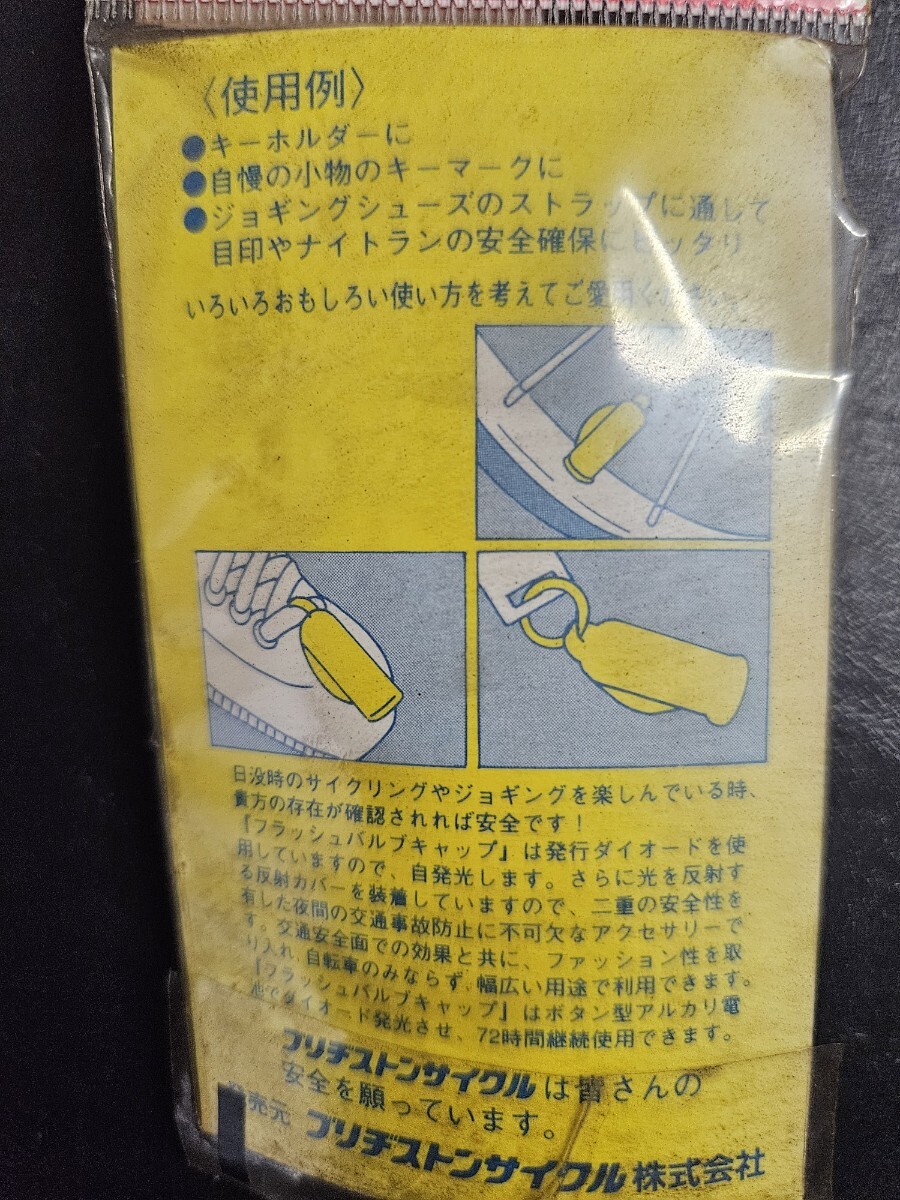 〈使用例〉
●キーホルダーに
●自慢の小物のキーマークに
●ジョギングシューズのストラップに通して
目印やナイトランの安全確保にピッタリ
いろいろおもしろい使い方を考えてご愛用ください
日没時のサイクリングやジョギングを楽しんでいる時、
貴方の存在が確認されれば安全です!
『フラッシュバルブキャップ』は発行ダイオードを使
用していますので、自発光します。さらに光を反射す
る反射カバーを装着していますので、二重の安全性を
有した夜間の交通事故防止に不可欠なアクセサリーで
す。交通安全面での効果と共に、ファッション性を取
り入れ、自転車のみならず、幅広い用途で利用できます。
『フラッシュバルブキャップ』はボタン型アルカリ電
池でダイオード発光させ、72時間継続使用できます。
ブリヂストンサイクルは皆さんの
安全を願っています。
発売元 ブリヂストンサイクル株式会社